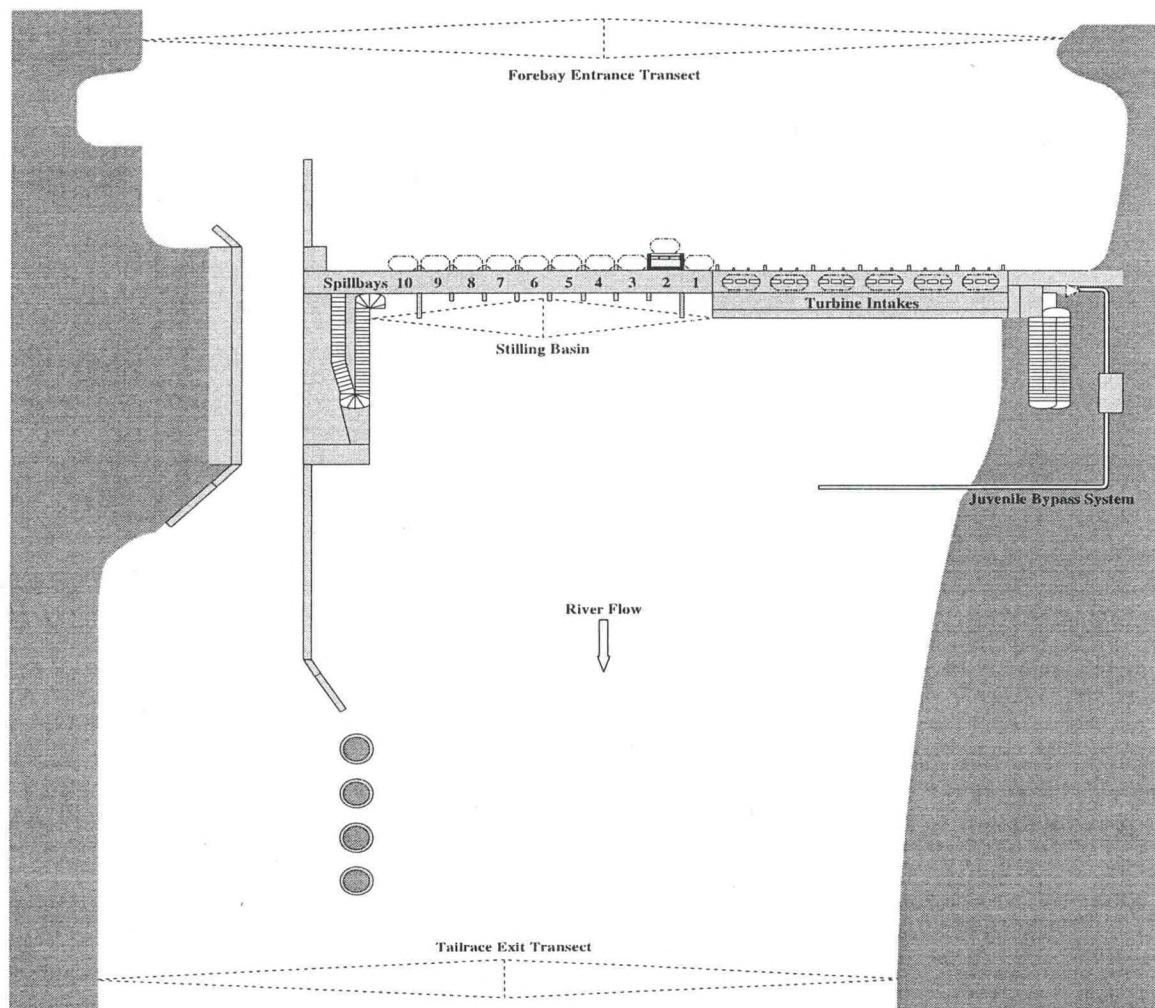 Forebay Entrance Transect
Spillbays 10 9 8 7 6 5 4 3 2 1
Turbine Intakes
Stilling Basin
Juvenile Bypass System
River Flow
Tailrace Exit Transect